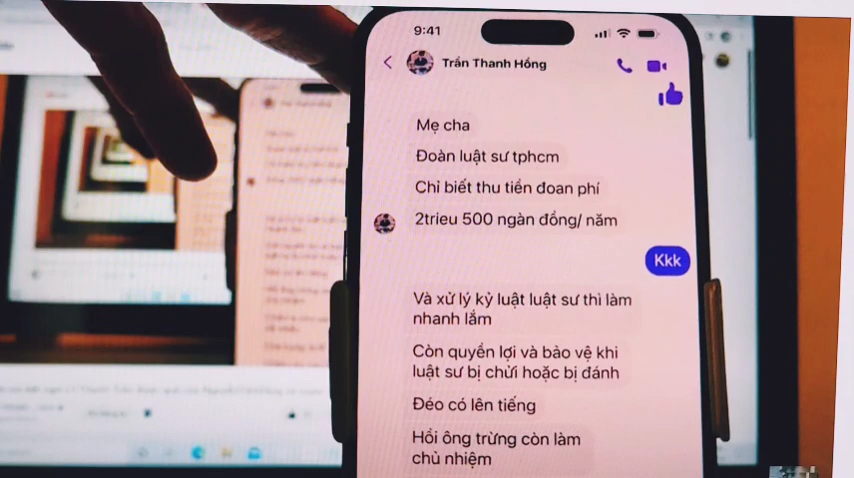 9:41
Trần Thanh Hồng
Mẹ cha
Đoàn luật sư tphcm
Chỉ biết thu tiền đoan phí
2trieu 500 ngàn đồng/ năm
Kkk
Và xử lý kỷ luật luật sư thì làm
nhanh lắm
Còn quyền lợi và bảo vệ khi
luật sư bị chửi hoặc bị đánh
Đéo có lên tiếng
Hồi ông trừng còn làm
chủ nhiệm